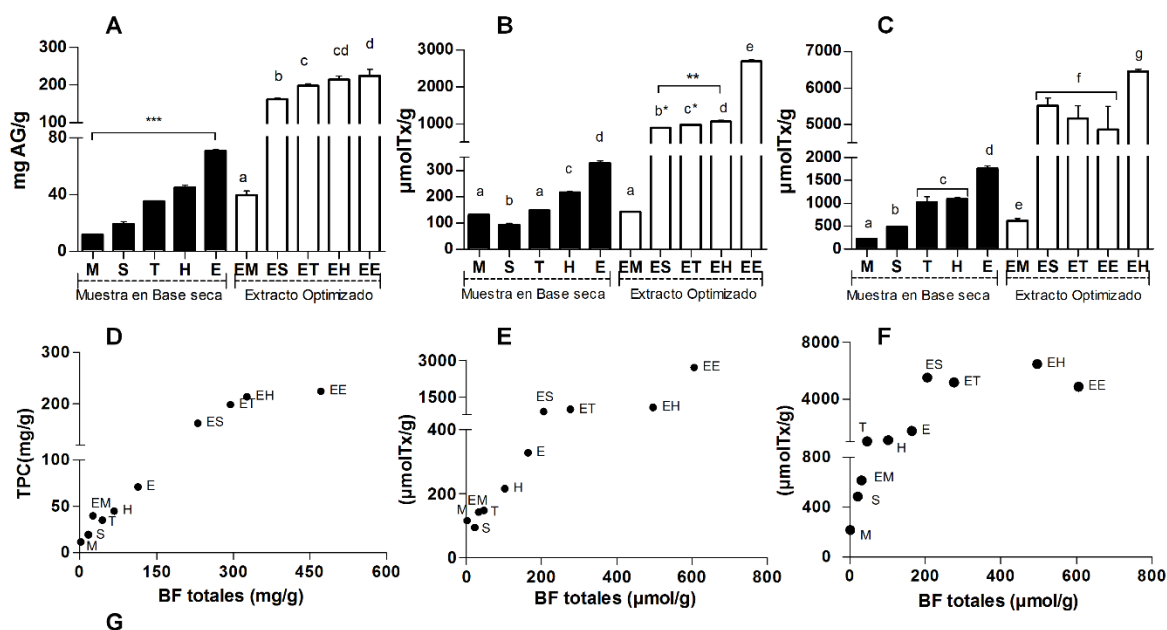 A
mg AG/g
300
200
100
80
40
0
***
a
b
c
cd
d
M S T H E EM ES ET EH EE
Muestra en Base seca Extracto Optimizado
B
µmolTx/g
3000
2000
1000
300
200
100
0
a b a c d
a
**
b* c* d
e
M S T H E EM ES ET EH EE
Muestra en Base seca Extracto Optimizado
C
µmolTx/g
7000
6000
5000
4000
2000
1500
1000
500
0
a b c d
e f g
M S T H E EM ES ET EE EH
Muestra en Base seca Extracto Optimizado
D
TPC(mg/g)
300
200
100
50
0
M S EM T H E ES ET EH EE
0 150 300 450 600
BF totales (mg/g)
E
(µmolTx/g)
3000
1500
400
200
0
M S EM T H E ES ET EH EE
0 200 400 600 800
BF totales (µmol/g)
F
(µmolTx/g)
8000
4000
800
400
0
M S EM T H E ES ET EH EE
0 200 400 600 800
BF totales (µmol/g)
G